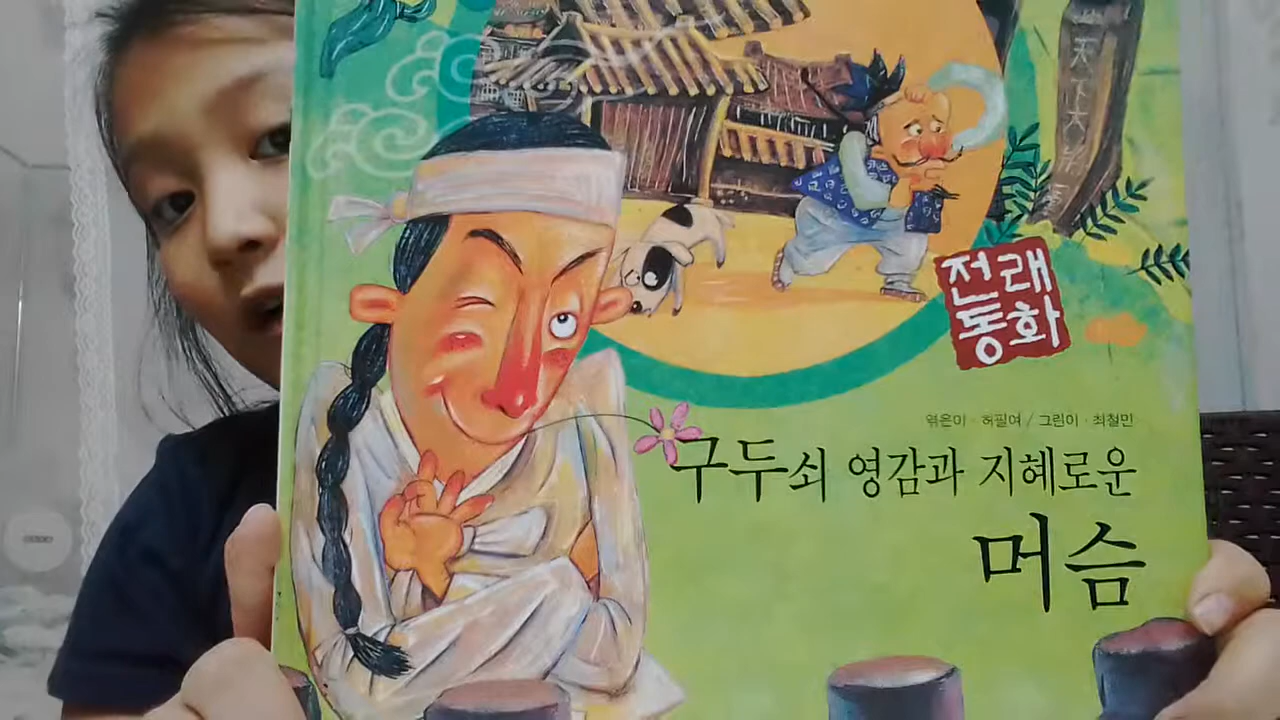 전래
동화
엮은이 · 허필여 / 그린이 · 최철민
구두쇠 영감과 지혜로운
머슴